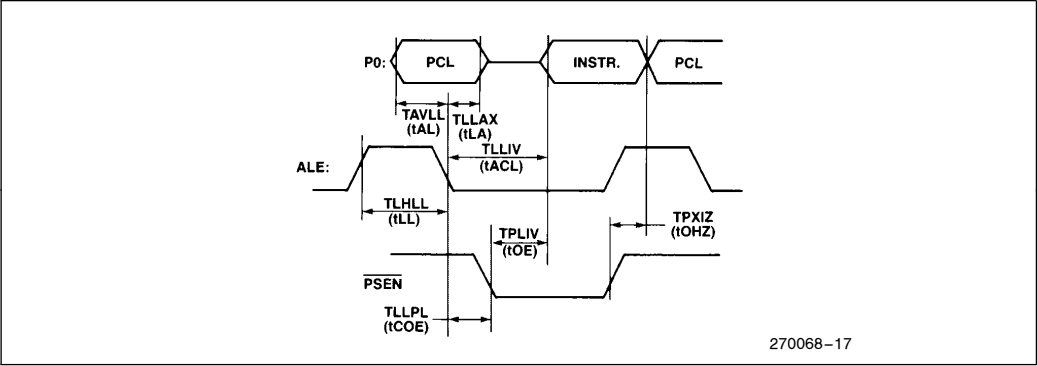 P0:
PCL
INSTR.
PCL
TAVLL
(tAL)
TLLAX
(tLA)
TLLIV
(tACL)
ALE:
TLHLL
(tLL)
TPLIV
(tOE)
TPXIZ
(tOHZ)
PSEN
TLLPL
(tCOE)
270068–17